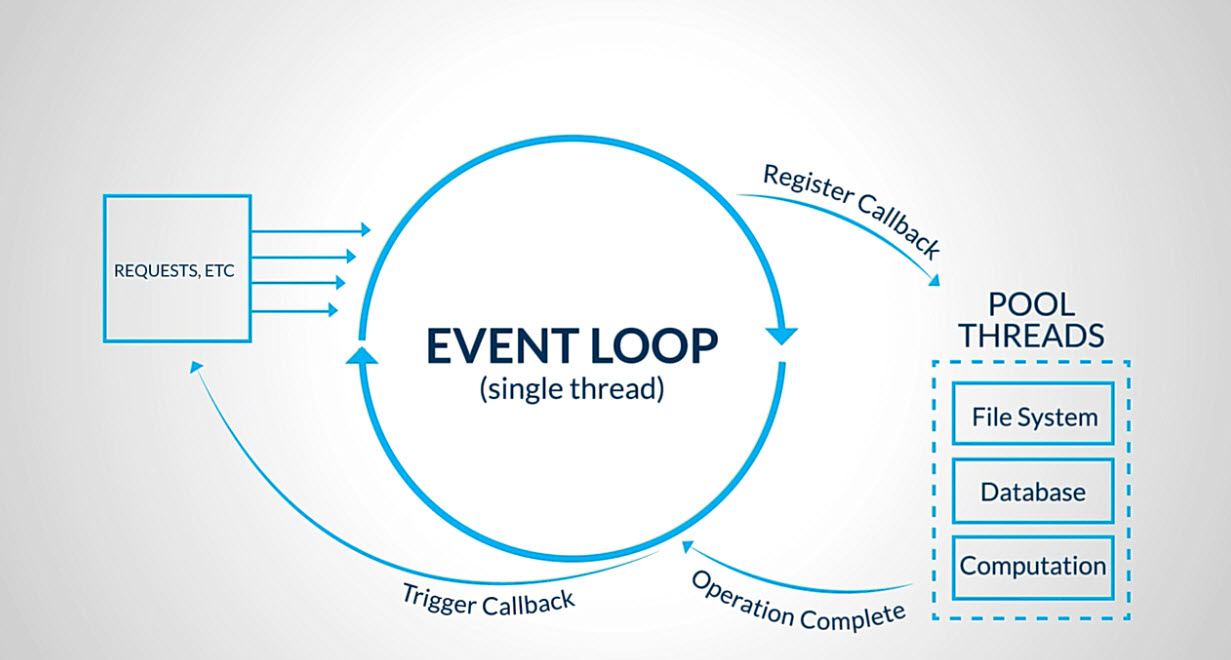 REQUESTS, ETC
EVENT LOOP
(single thread)
Register Callback
POOL
THREADS
File System
Database
Computation
Operation Complete
Trigger Callback